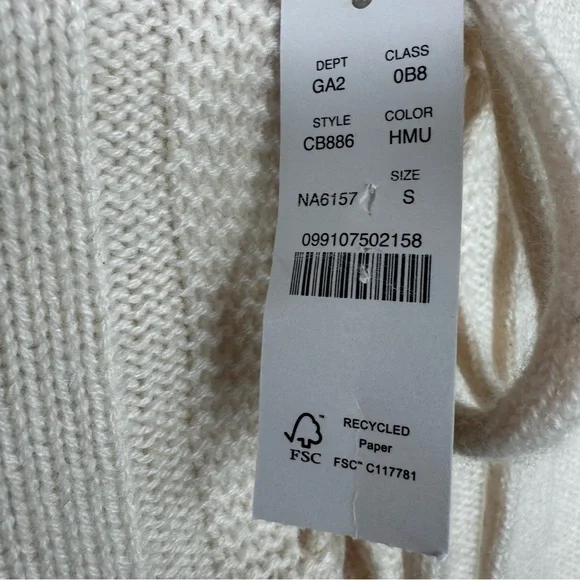 DEPT CLASS
GA2 0B8
STYLE COLOR
CB886 HMU
SIZE
NA6157 S
099107502158
RECYCLED
Paper
FSC FSC™ C117781